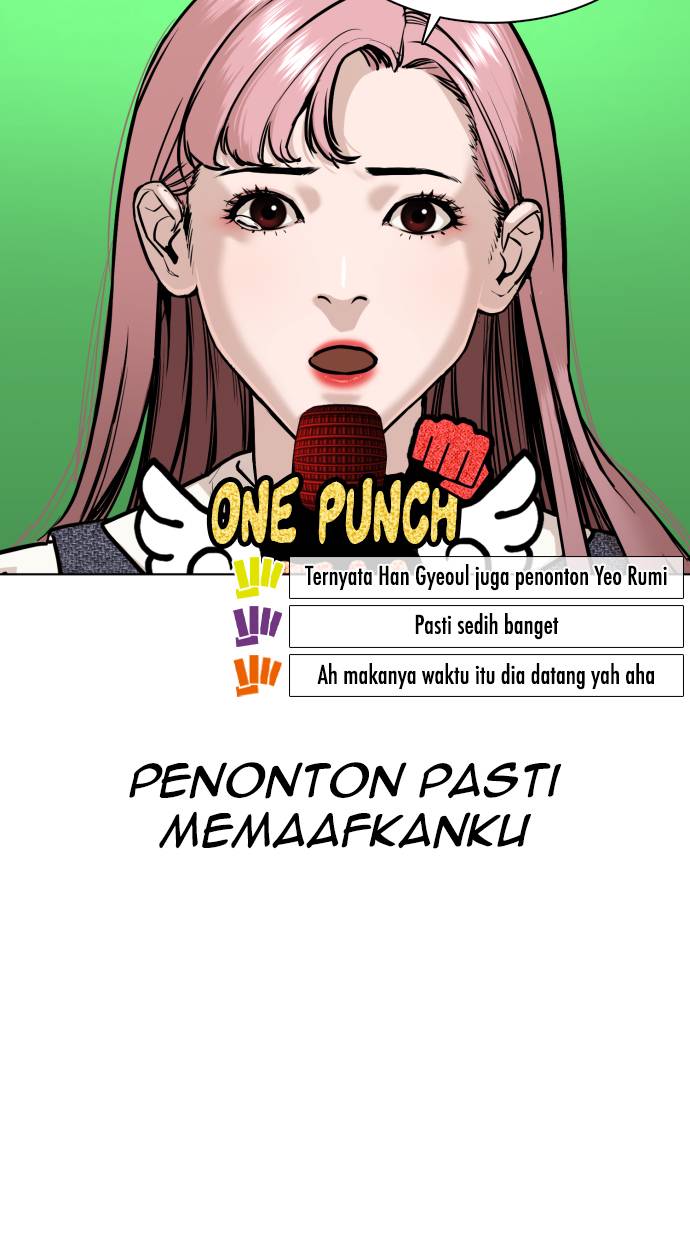 ONE PUNCH
Ternyata Han Gyeoul juga penonton Yeo Rumi
Pasti sedih banget
Ah makanya waktu itu dia datang yah aha
PENONTON PASTI
MEMAAFKANKU